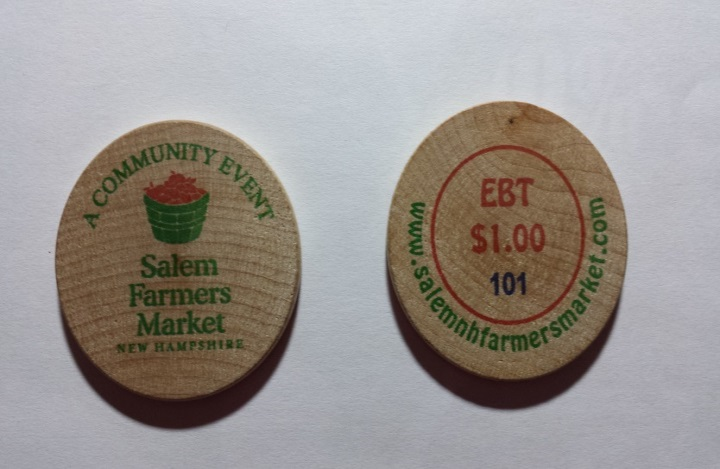 A COMMUNITY EVENT
Salem
Farmers
Market
NEW HAMPSHIRE
EBT
$1.00
101
www.salemnhfarmersmarket.com